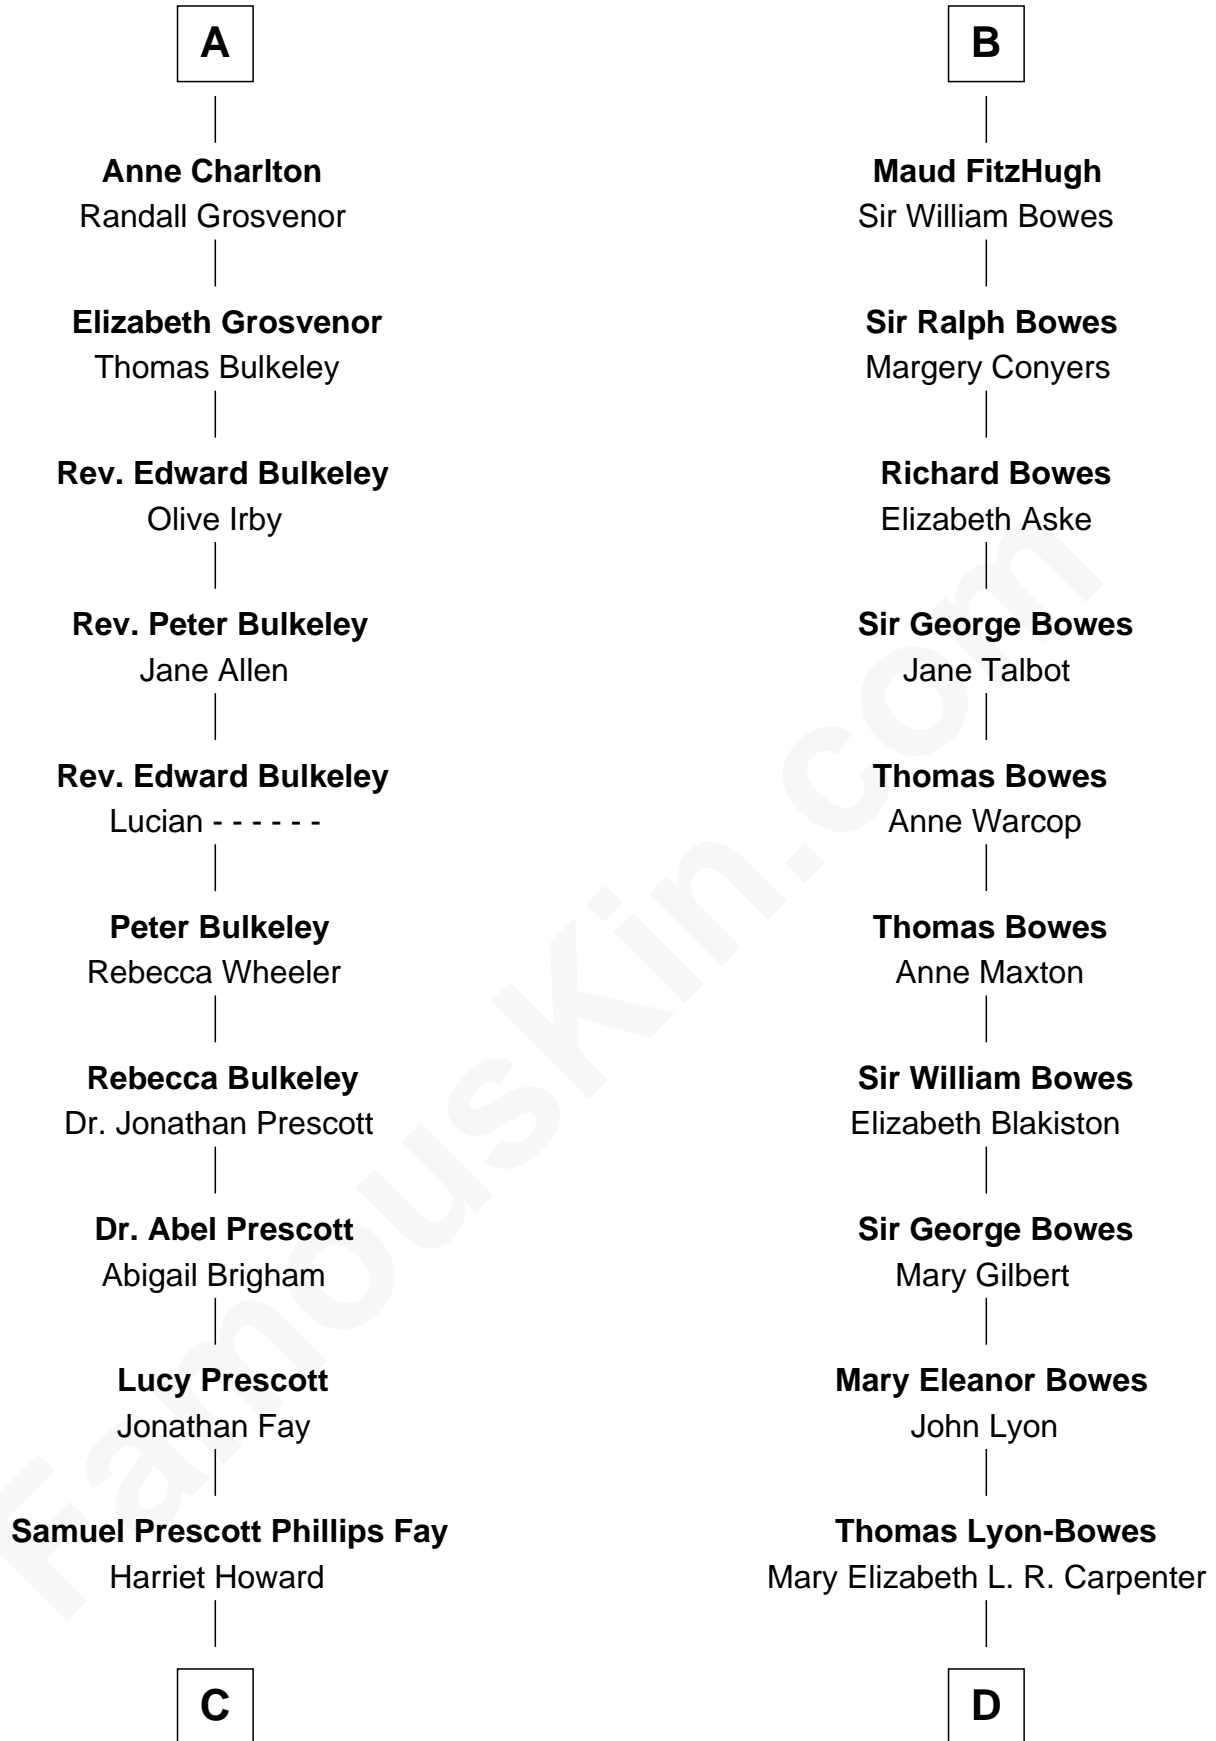 A
Anne Charlton
Randall Grosvenor
Elizabeth Grosvenor
Thomas Bulkeley
Rev. Edward Bulkeley
Olive Irby
Rev. Peter Bulkeley
Jane Allen
Rev. Edward Bulkeley
Lucian - - - - - -
Peter Bulkeley
Rebecca Wheeler
Rebecca Bulkeley
Dr. Jonathan Prescott
Dr. Abel Prescott
Abigail Brigham
Lucy Prescott
Jonathan Fay
Samuel Prescott Phillips Fay
Harriet Howard
C
B
Maud FitzHugh
Sir William Bowes
Sir Ralph Bowes
Margery Conyers
Richard Bowes
Elizabeth Aske
Sir George Bowes
Jane Talbot
Thomas Bowes
Anne Warcop
Thomas Bowes
Anne Maxton
Sir William Bowes
Elizabeth Blakiston
Sir George Bowes
Mary Gilbert
Mary Eleanor Bowes
John Lyon
Thomas Lyon-Bowes
Mary Elizabeth L. R. Carpenter
D
FamousKin.com